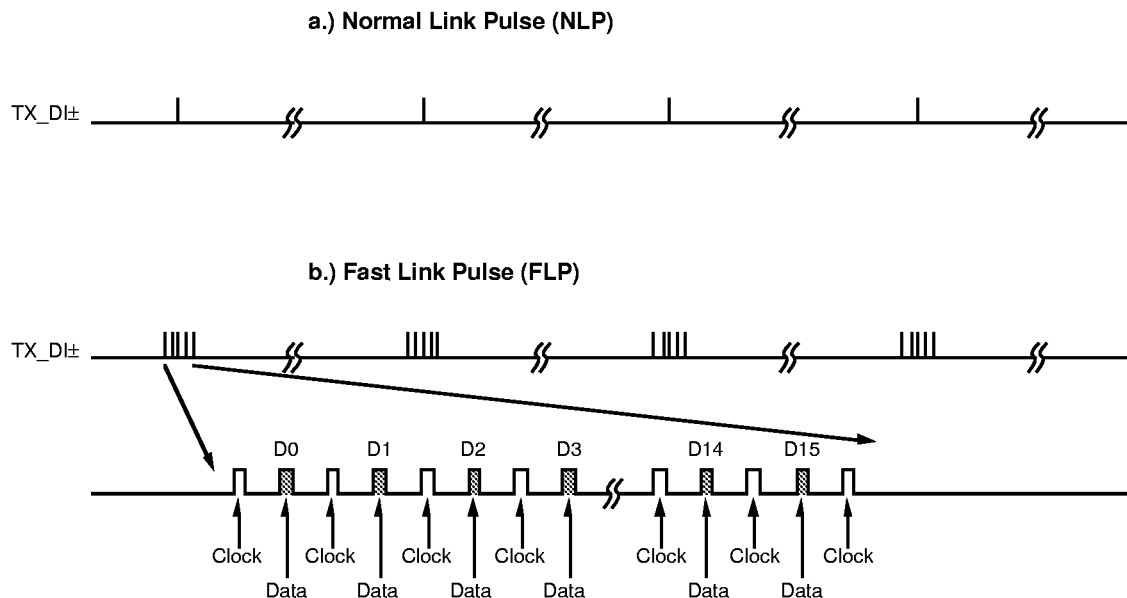 a.) Normal Link Pulse (NLP)
TX_DI±
b.) Fast Link Pulse (FLP)
TX_DI±
D0 D1 D2 D3 D14 D15
Clock Clock Clock Clock Clock Clock Clock
Data Data Data Data Data Data